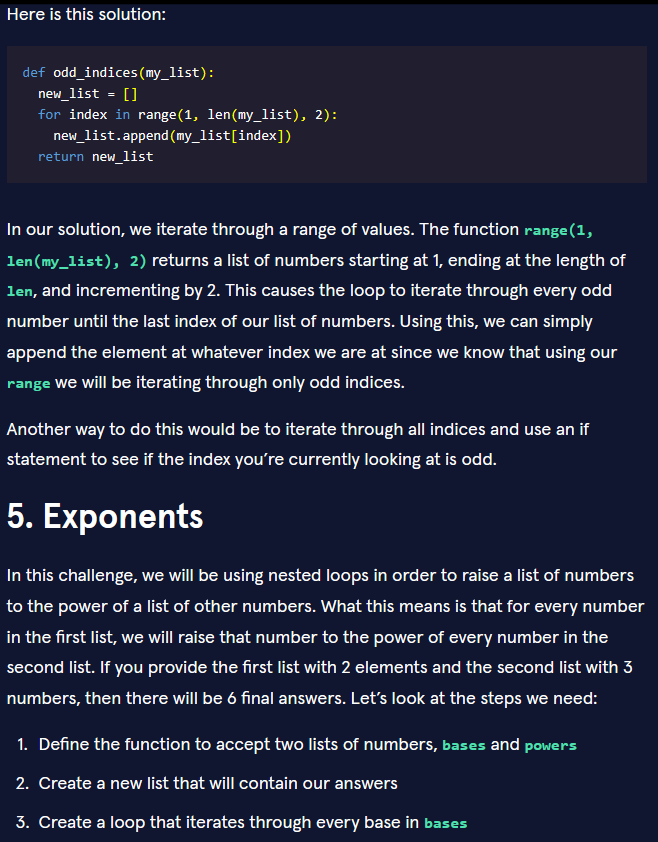 Here is this solution:
def odd_indices(my_list):
  new_list = []
  for index in range(1, len(my_list), 2):
    new_list.append(my_list[index])
  return new_list
In our solution, we iterate through a range of values. The function range(1,
len(my_list), 2) returns a list of numbers starting at 1, ending at the length of
len, and incrementing by 2. This causes the loop to iterate through every odd
number until the last index of our list of numbers. Using this, we can simply
append the element at whatever index we are at since we know that using our
range we will be iterating through only odd indices.
Another way to do this would be to iterate through all indices and use an if
statement to see if the index you’re currently looking at is odd.
5. Exponents
In this challenge, we will be using nested loops in order to raise a list of numbers
to the power of a list of other numbers. What this means is that for every number
in the first list, we will raise that number to the power of every number in the
second list. If you provide the first list with 2 elements and the second list with 3
numbers, then there will be 6 final answers. Let’s look at the steps we need:
1. Define the function to accept two lists of numbers, bases and powers
2. Create a new list that will contain our answers
3. Create a loop that iterates through every base in bases